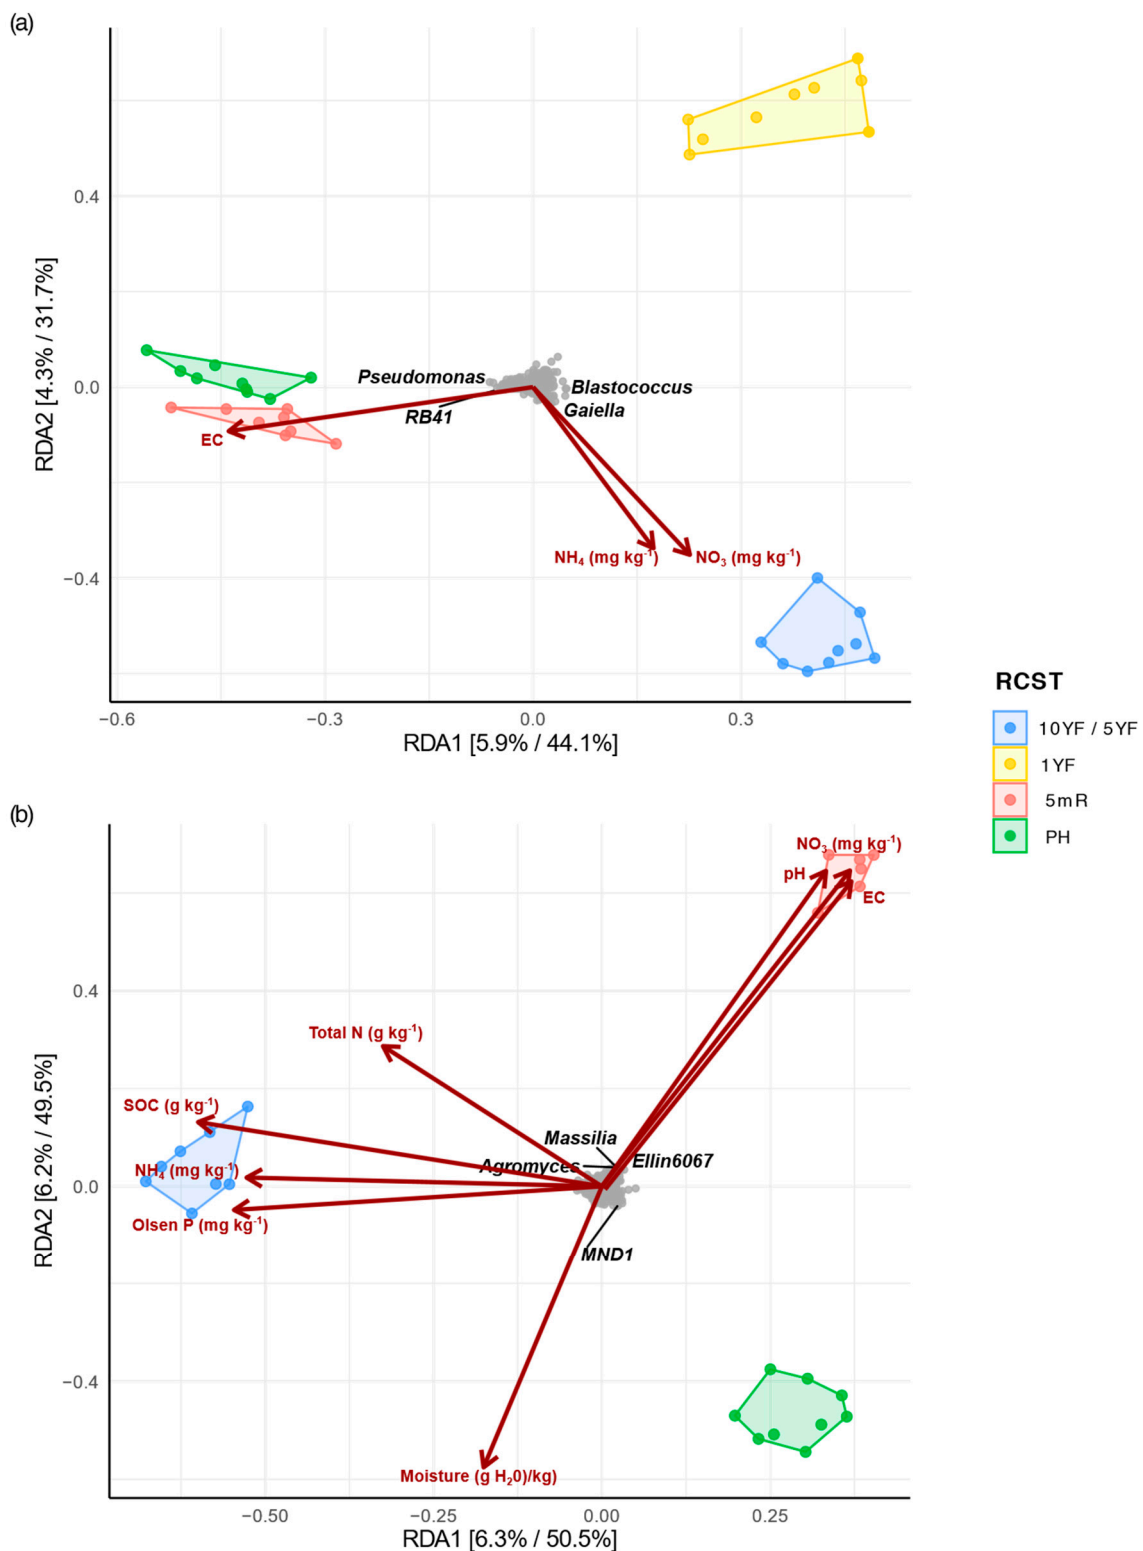 (a)
0.4
0.0
−0.4
RDA2 [4.3% / 31.7%]
Pseudomonas
RB41
Blastococcus
Gaiella
EC
NH₄ (mg kg⁻¹)
NO₃ (mg kg⁻¹)
−0.6
−0.3
0.0
0.3
RDA1 [5.9% / 44.1%]
RCST
10YF / 5YF
1YF
5mR
PH
(b)
NO₃ (mg kg⁻¹)
pH
EC
0.4
0.0
−0.4
RDA2 [6.2% / 49.5%]
Total N (g kg⁻¹)
SOC (g kg⁻¹)
NH₄ (mg kg⁻¹)
Olsen P (mg kg⁻¹)
Massilia
Agromyces
Ellin6067
MND1
Moisture (g H₂0)/kg)
−0.50
−0.25
0.00
0.25
RDA1 [6.3% / 50.5%]